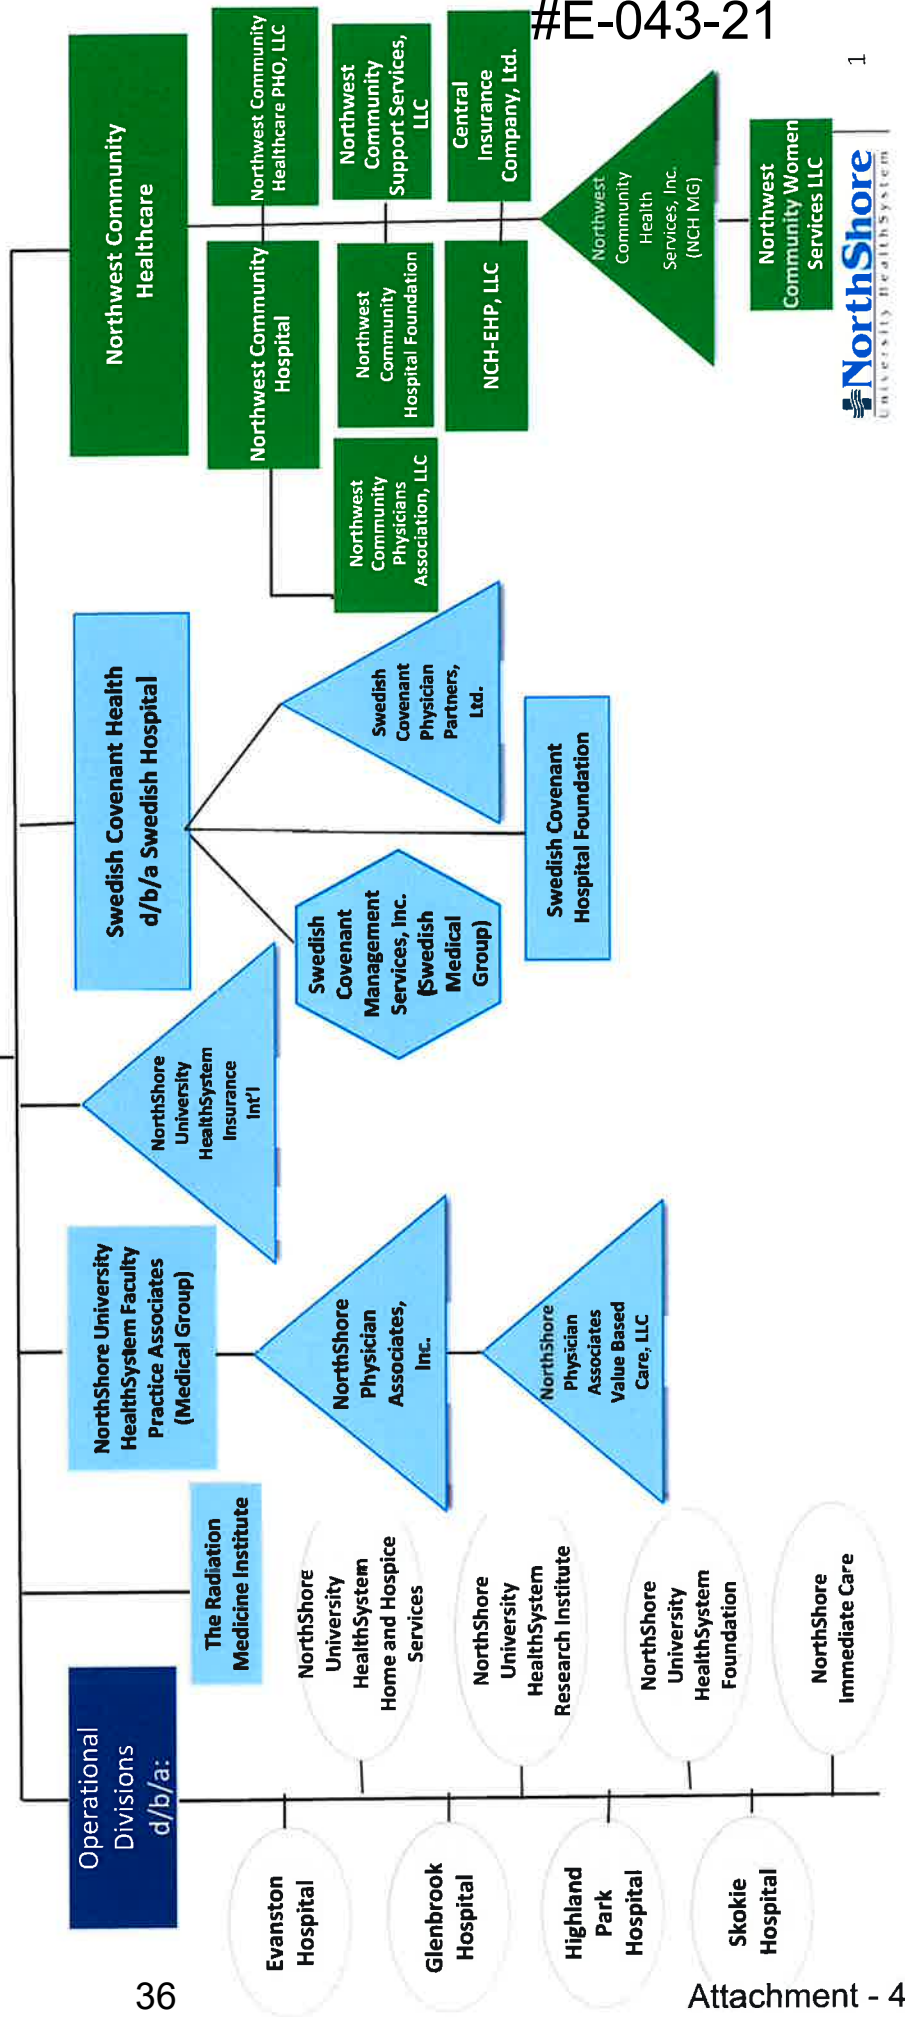 #E-043-21
Operational
Divisions
d/b/a:
Evanston
Hospital
Glenbrook
Hospital
Highland
Park
Hospital
Skokie
Hospital
NorthShore
University
HealthSystem
Home and Hospice
Services
NorthShore
University
HealthSystem
Research Institute
NorthShore
University
HealthSystem
Foundation
NorthShore
Immediate Care
The Radiation
Medicine Institute
NorthShore University
HealthSystem Faculty
Practice Associates
(Medical Group)
NorthShore
Physician
Associates,
Inc.
NorthShore
Physician
Associates
Value Based
Care, LLC
NorthShore
University
HealthSystem
Insurance
Int'l
Swedish Covenant Health
d/b/a Swedish Hospital
Swedish
Covenant
Management
Services, Inc.
(Swedish
Medical
Group)
Swedish
Covenant
Physician
Partners,
Ltd.
Swedish Covenant
Hospital Foundation
Northwest Community
Healthcare
Northwest Community
Hospital
Northwest Community
Healthcare PHO, LLC
Northwest
Community
Physicians
Association, LLC
Northwest
Community
Hospital Foundation
Northwest
Community
Support Services,
LLC
NCH-EHP, LLC
Central
Insurance
Company, Ltd.
Northwest
Community
Health
Services, Inc.
(NCH MG)
Northwest
Community Women
Services LLC
NorthShore
University HealthSystem
1
36
Attachment - 4